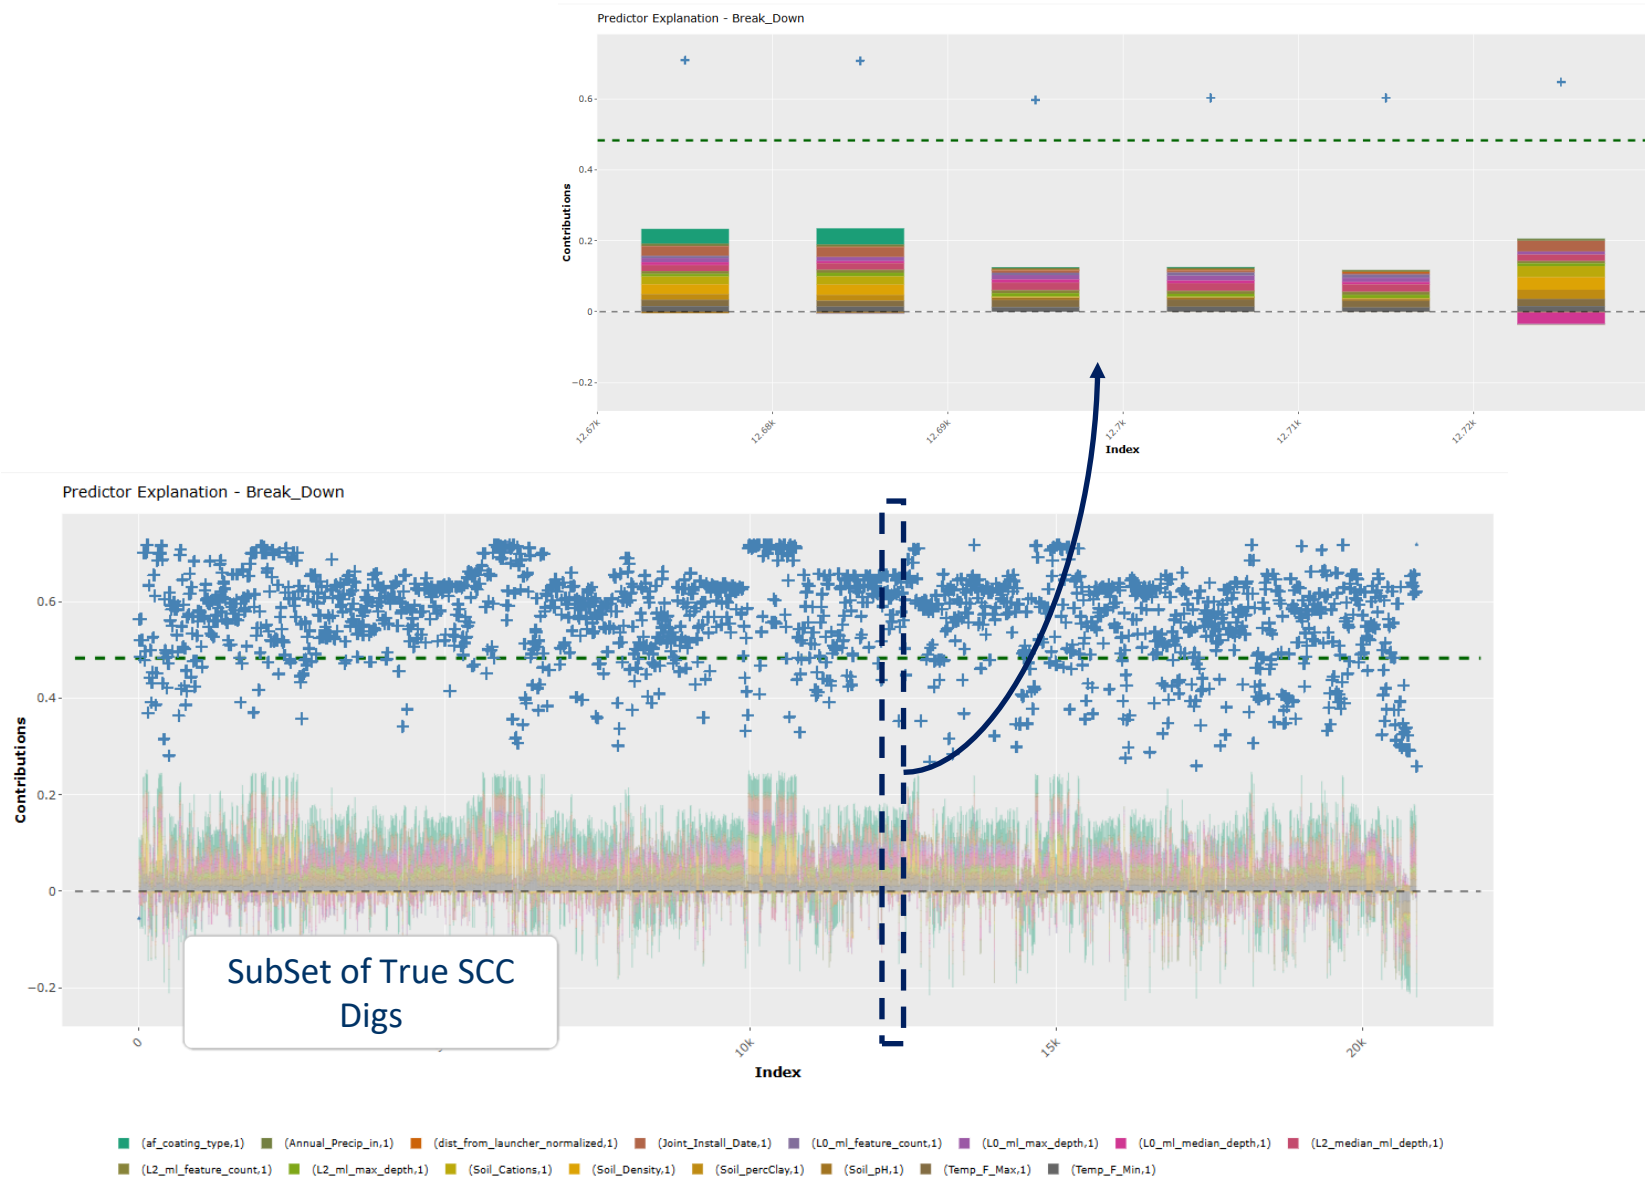 Predictor Explanation - Break_Down
0.6
0.4
0.2
0
−0.2
Contributions
12.67k
12.68k
12.69k
12.7k
12.71k
12.72k
Index
Predictor Explanation - Break_Down
0.6
0.4
0.2
0
−0.2
Contributions
SubSet of True SCC
Digs
0
10k
15k
20k
Index
(af_coating_type,1) (Annual_Precip_in,1) (dist_from_launcher_normalized,1) (Joint_Install_Date,1) (L0_ml_feature_count,1) (L0_ml_max_depth,1) (L0_ml_median_depth,1) (L2_median_ml_depth,1)
(L2_ml_feature_count,1) (L2_ml_max_depth,1) (Soil_Cations,1) (Soil_Density,1) (Soil_percClay,1) (Soil_pH,1) (Temp_F_Max,1) (Temp_F_Min,1)